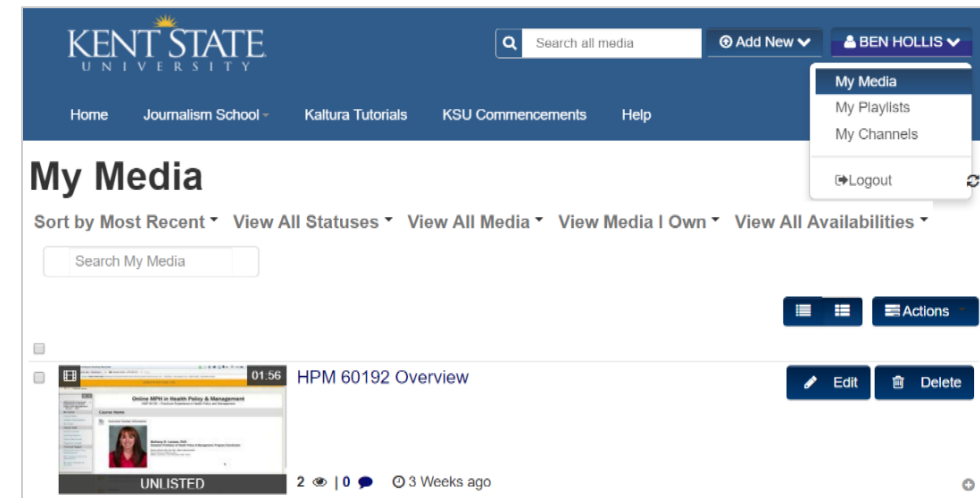 KENT STATE
UNIVERSITY
Search all media
Add New
BEN HOLLIS
My Media
My Playlists
My Channels
Logout
Home Journalism School Kaltura Tutorials KSU Commencements Help
My Media
Sort by Most Recent View All Statuses View All Media View Media I Own View All Availabilities
Search My Media
Actions
01:56
HPM 60192 Overview
Edit Delete
Online MPH in Health Policy & Management
UNLISTED
2 | 0 3 Weeks ago